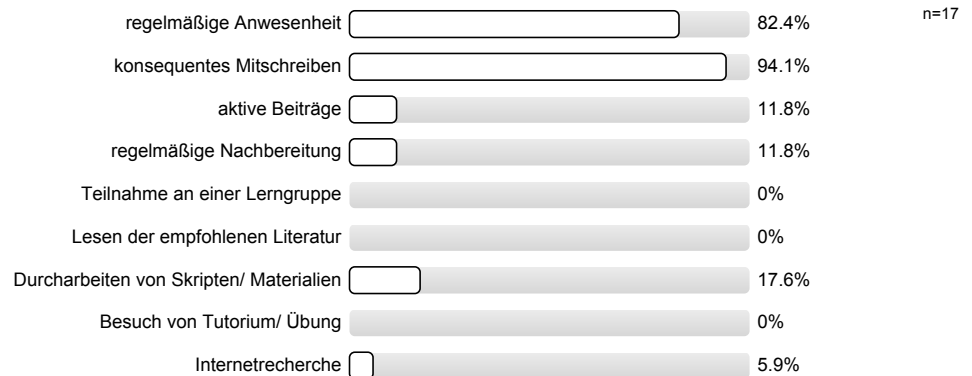 regelmäßige Anwesenheit 82.4% n=17
konsequentes Mitschreiben 94.1%
aktive Beiträge 11.8%
regelmäßige Nachbereitung 11.8%
Teilnahme an einer Lerngruppe 0%
Lesen der empfohlenen Literatur 0%
Durcharbeiten von Skripten/ Materialien 17.6%
Besuch von Tutorium/ Übung 0%
Internetrecherche 5.9%